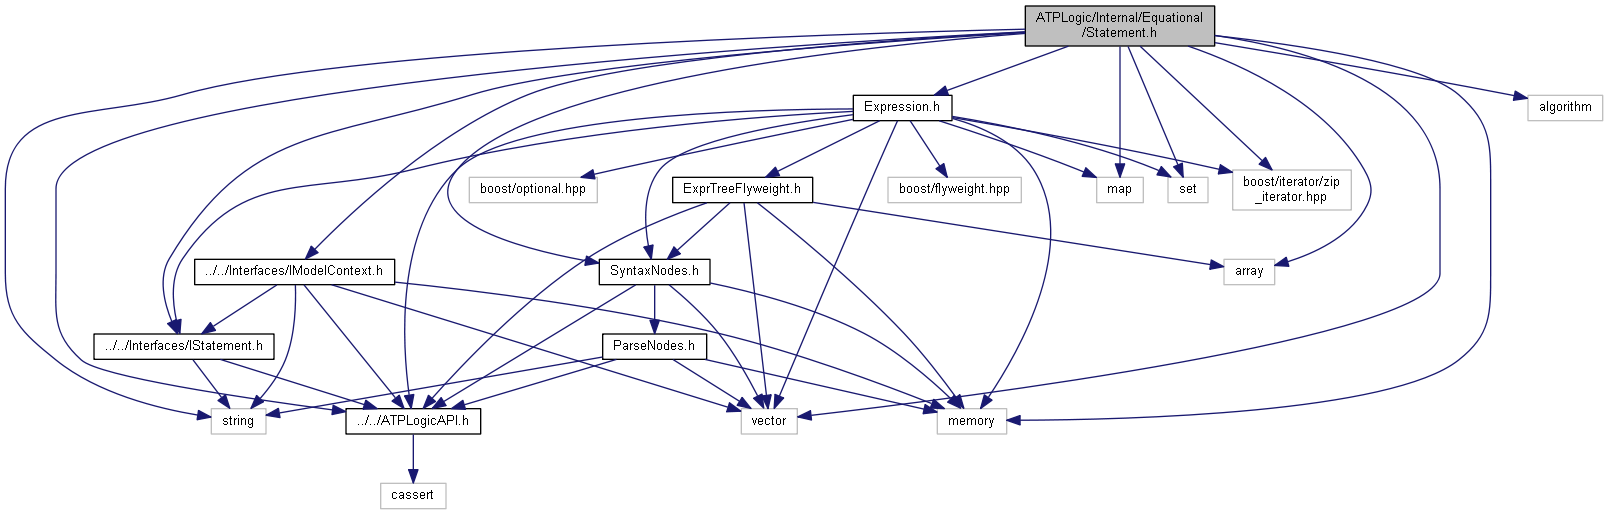 ATPLogic/Internal/Equational
/Statement.h
Expression.h
algorithm
boost/optional.hpp
ExprTreeFlyweight.h
boost/flyweight.hpp
map
set
boost/iterator/zip
_iterator.hpp
../../Interfaces/IModelContext.h
SyntaxNodes.h
array
../../Interfaces/IStatement.h
ParseNodes.h
string
../../ATPLogicAPI.h
vector
memory
cassert